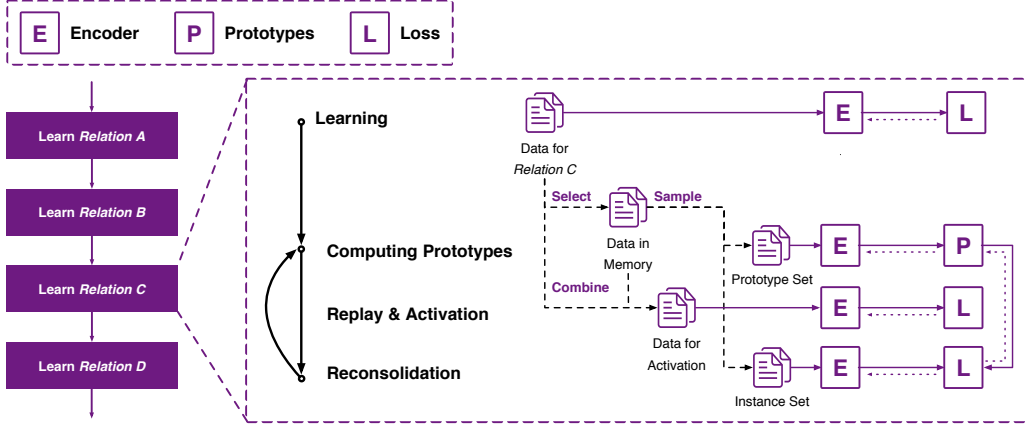 E Encoder P Prototypes L Loss
Learn Relation A
Learn Relation B
Learn Relation C
Learn Relation D
Learning
Computing Prototypes
Replay & Activation
Reconsolidation
Data for
Relation C
E
L
Select
Sample
Data in
Memory
Prototype Set
E
P
Combine
Data for
Activation
E
L
Instance Set
E
L